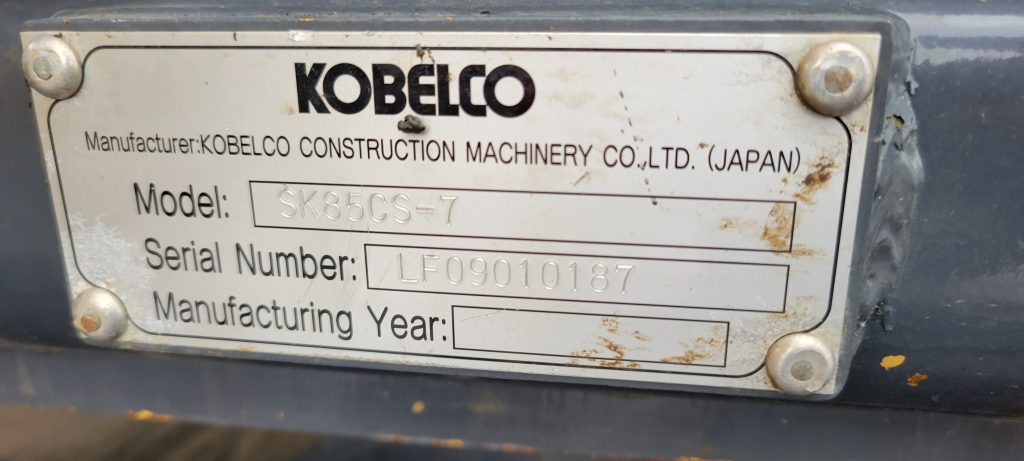 KOBELCO
Manufacturer:KOBELCO CONSTRUCTION MACHINERY CO.,LTD. (JAPAN)
Model: SK85CS-7
Serial Number: LF09010187
Manufacturing Year: